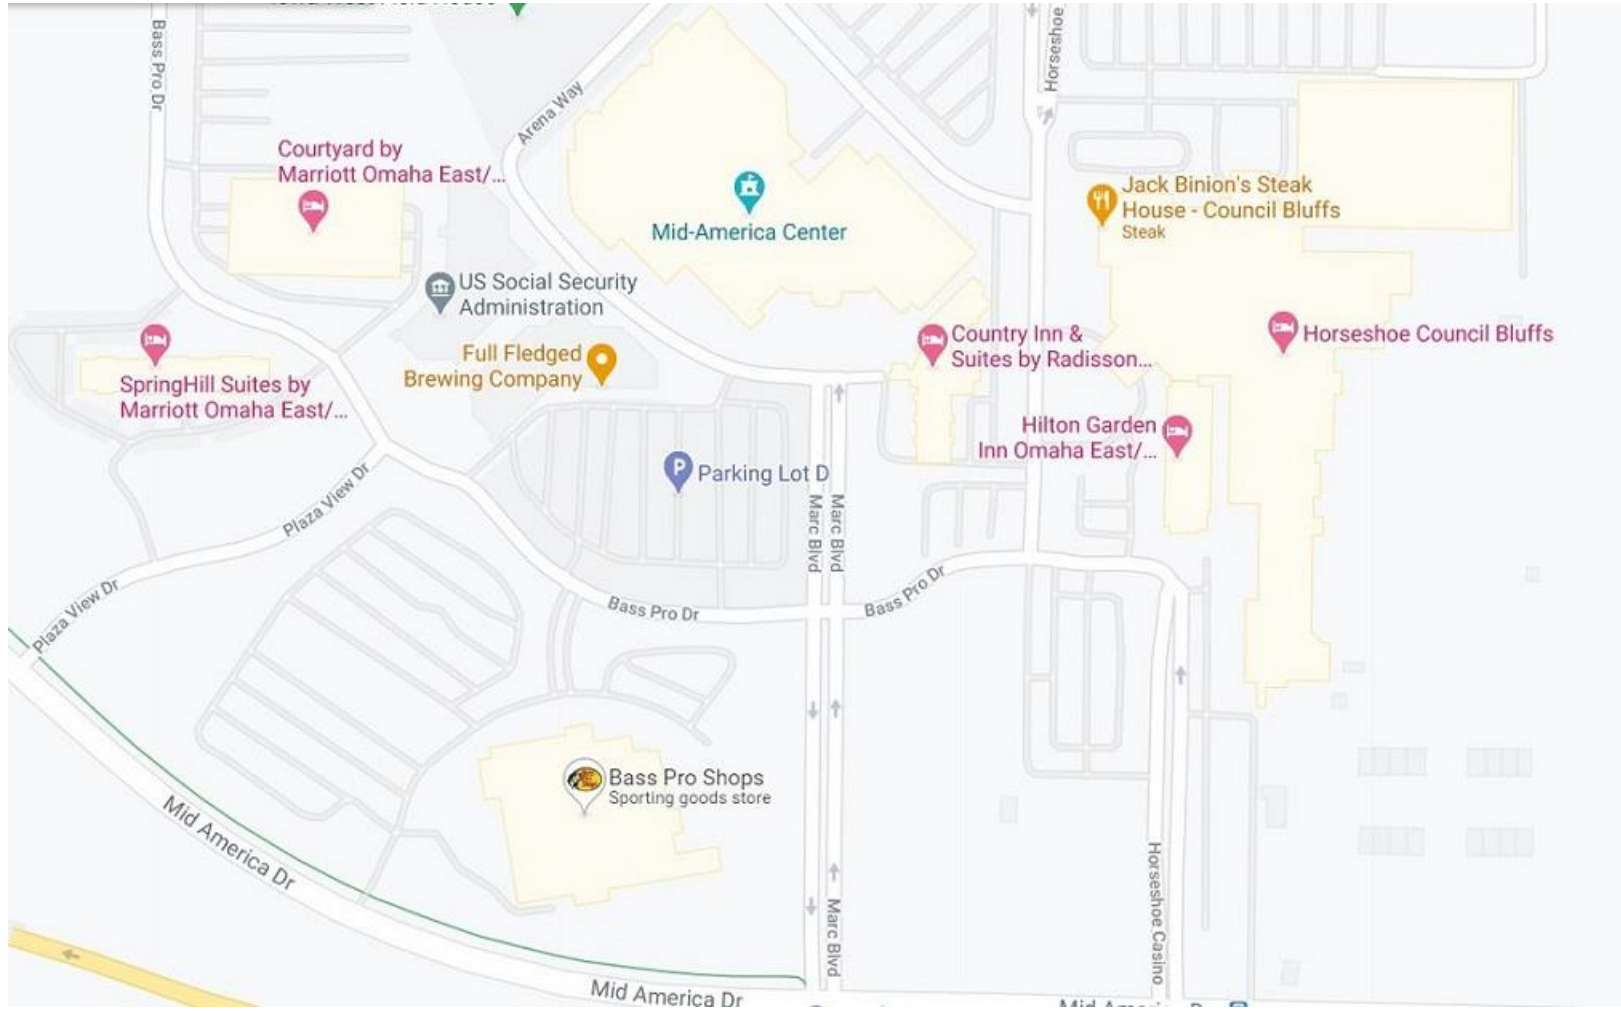 Bass Pro Dr
Horseshoe
Arena Way
Courtyard by
Marriott Omaha East/...
Mid-America Center
Jack Binion's Steak
House - Council Bluffs
Steak
US Social Security
Administration
Country Inn &
Suites by Radisson...
Horseshoe Council Bluffs
Full Fledged
Brewing Company
SpringHill Suites by
Marriott Omaha East/...
Hilton Garden
Inn Omaha East/...
P
Parking Lot D
Plaza View Dr
Marc Blvd
Marc Blvd
Plaza View Dr
Bass Pro Dr
Bass Pro Dr
Bass Pro Shops
Sporting goods store
Mid America Dr
Horseshoe Casino
Marc Blvd
Mid America Dr